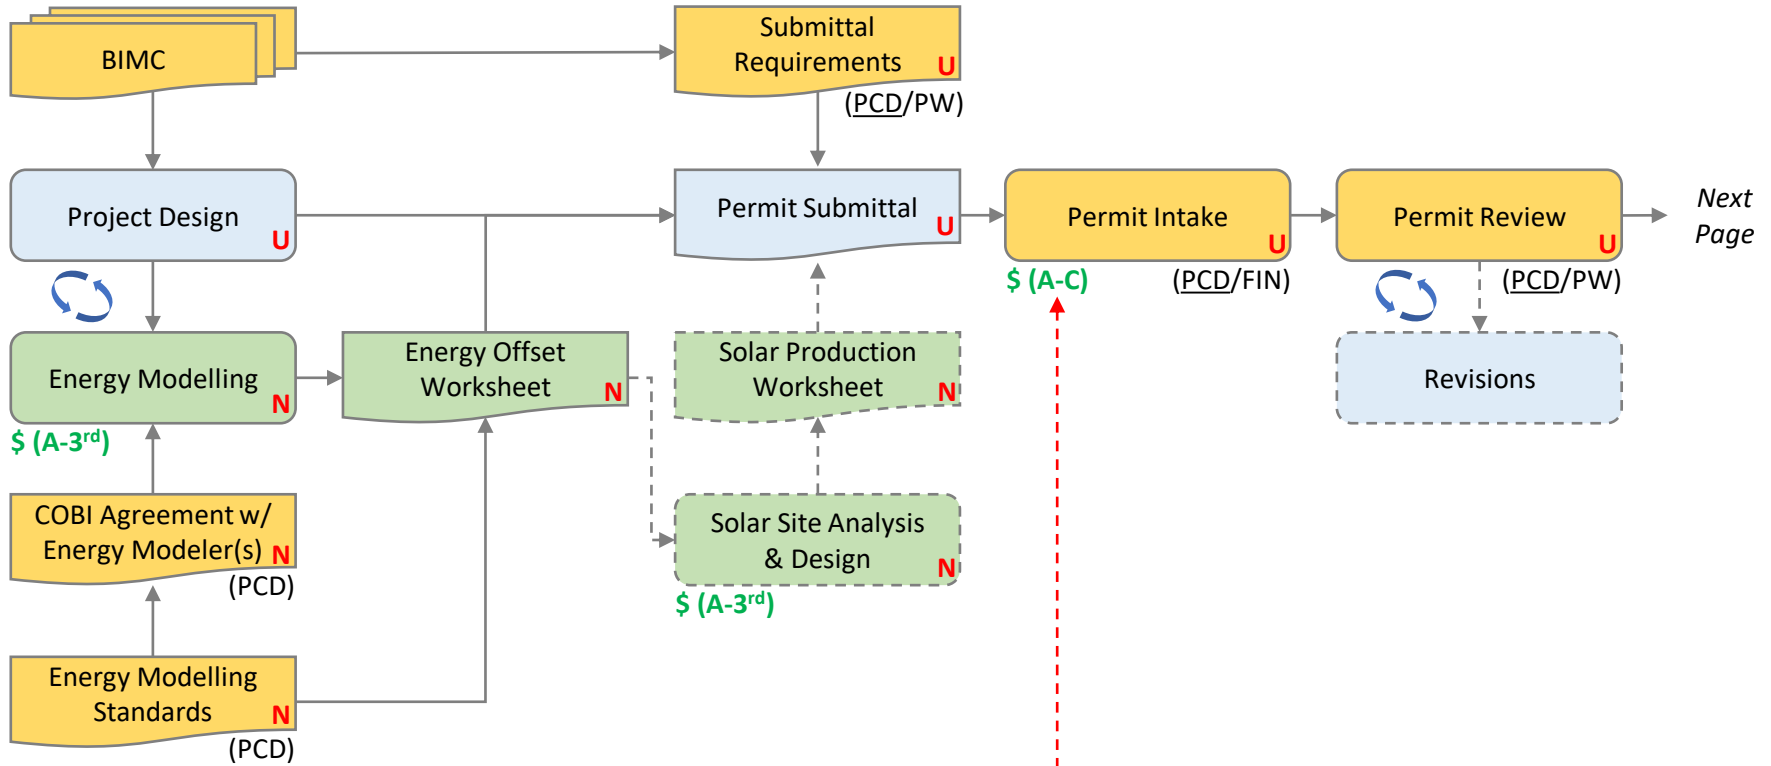 BIMC
Submittal
Requirements
U
(PCD/PW)
Project Design
U
Permit Submittal
U
Permit Intake
U
(PCD/FIN)
$ (A-C)
Permit Review
U
(PCD/PW)
Next
Page
Energy Modelling
N
$ (A-3rd)
Energy Offset
Worksheet
N
Solar Production
Worksheet
N
Revisions
COBI Agreement w/
Energy Modeler(s)
N
(PCD)
Solar Site Analysis
& Design
N
$ (A-3rd)
Energy Modelling
Standards
N
(PCD)